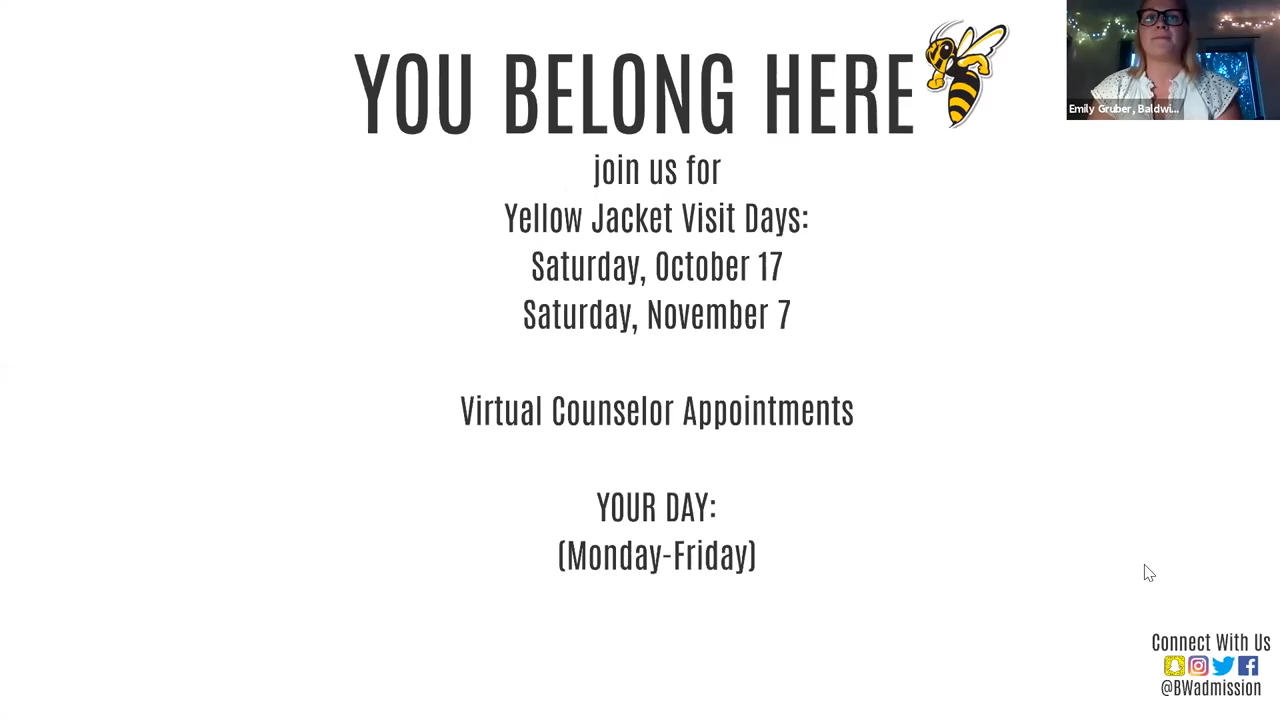 YOU BELONG HERE
join us for
Yellow Jacket Visit Days:
Saturday, October 17
Saturday, November 7
Virtual Counselor Appointments
YOUR DAY:
(Monday-Friday)
Emily Gruber, Baldwi...
Connect With Us
@BWadmission